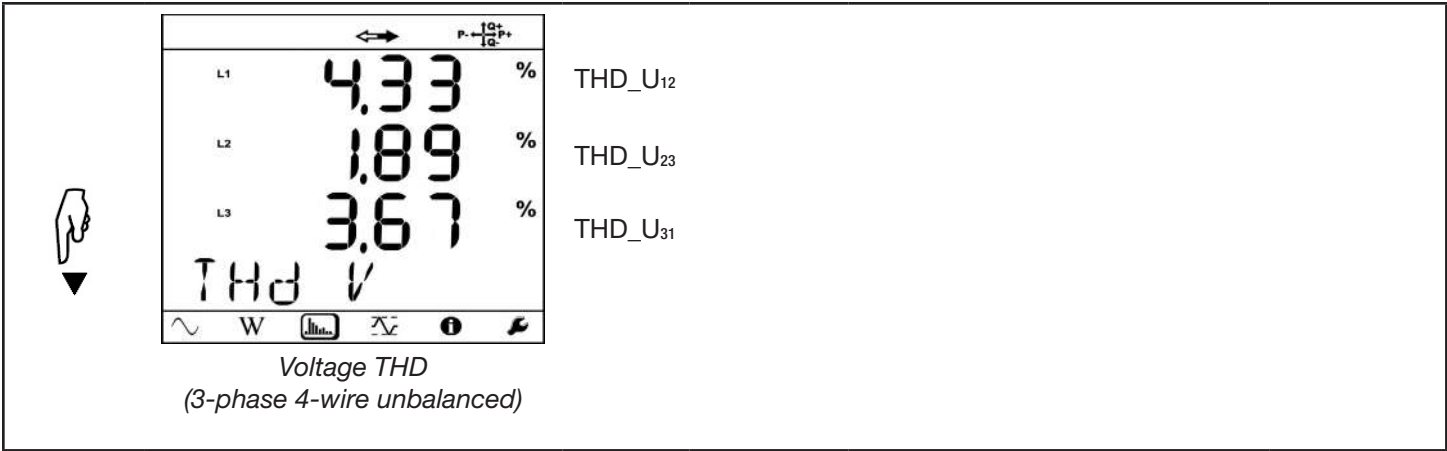 P- Q+ P+
Q-
L1 4.33 % THD_U12
L2 1.89 % THD_U23
L3 3.67 % THD_U31
THd V
W
Voltage THD
(3-phase 4-wire unbalanced)